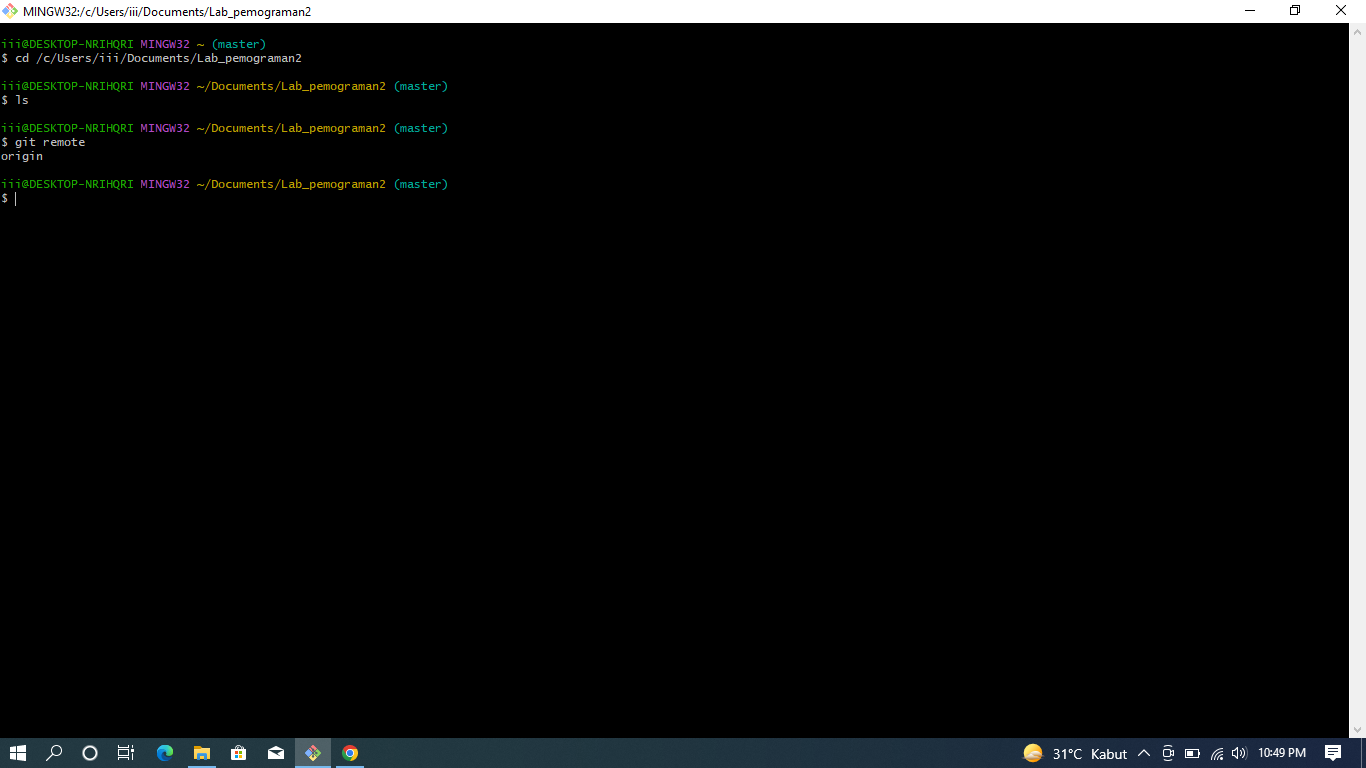 MINGW32:/c/Users/iii/Documents/Lab_pemograman2
iii@DESKTOP-NRIHQRI MINGW32 ~ (master)
$ cd /c/Users/iii/Documents/Lab_pemograman2
iii@DESKTOP-NRIHQRI MINGW32 ~/Documents/Lab_pemograman2 (master)
$ ls
iii@DESKTOP-NRIHQRI MINGW32 ~/Documents/Lab_pemograman2 (master)
$ git remote
origin
iii@DESKTOP-NRIHQRI MINGW32 ~/Documents/Lab_pemograman2 (master)
$
31°C Kabut 10:49 PM